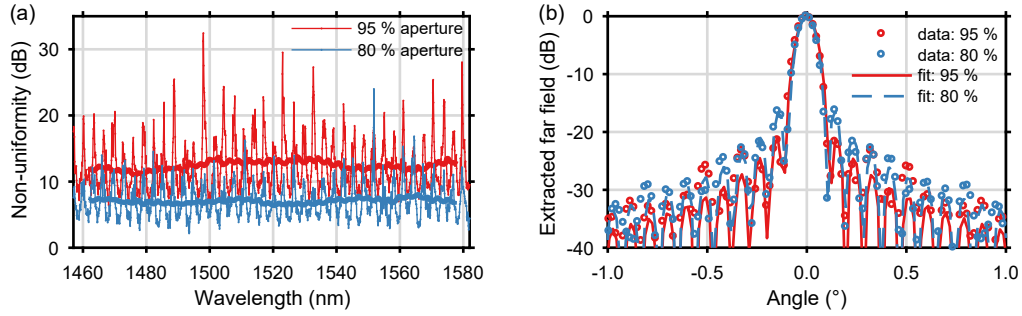 (a)
95 % aperture
80 % aperture
Non-uniformity (dB)
30
20
10
0
1460 1480 1500 1520 1540 1560 1580
Wavelength (nm)
(b)
data: 95 %
data: 80 %
fit: 95 %
fit: 80 %
Extracted far field (dB)
0
-10
-20
-30
-40
-1.0 -0.5 0.0 0.5 1.0
Angle (°)